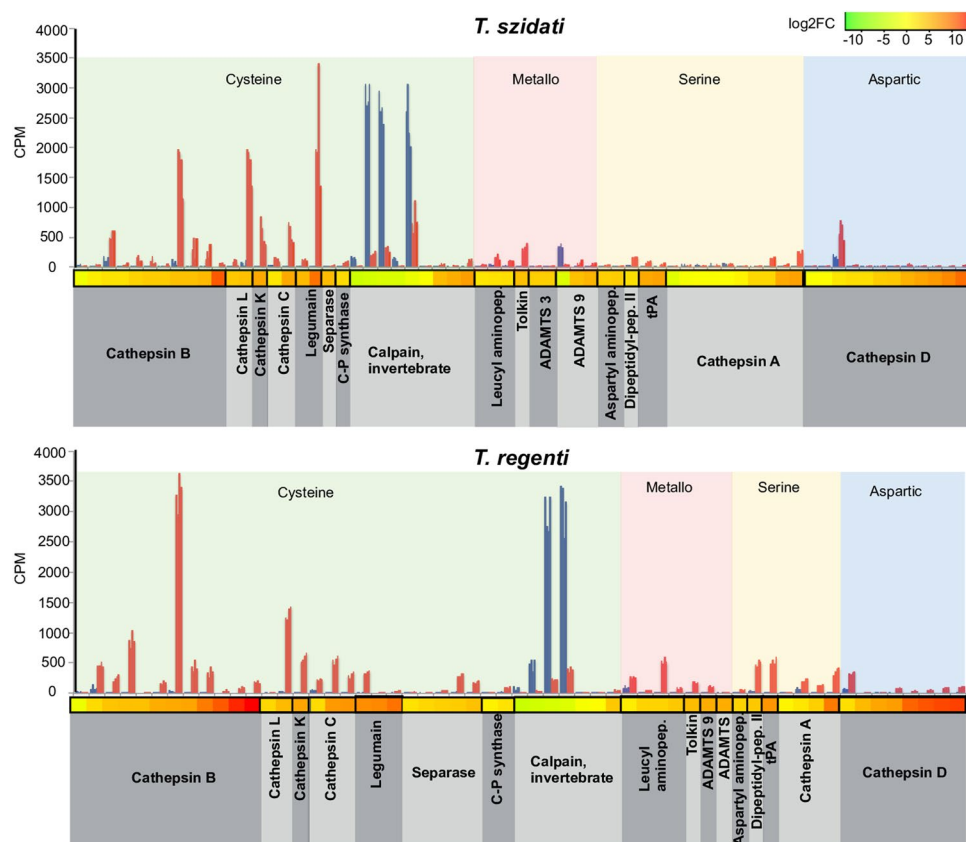 T. szidati
log2FC
-10 -5 0 5 10
4000
3500
3000
2500
2000
1500
1000
500
0
CPM
Cysteine
Metallo
Serine
Aspartic
Cathepsin B
Cathepsin L
Cathepsin K
Cathepsin C
Legumain
Separase
C-P synthase
Calpain,
invertebrate
Leucyl aminopep.
Tolkin
ADAMTS 3
ADAMTS 9
Aspartyl aminopep.
Dipeptidyl-pep. II
tPA
Cathepsin A
Cathepsin D
T. regenti
4000
3500
3000
2500
2000
1500
1000
500
0
CPM
Cysteine
Metallo
Serine
Aspartic
Cathepsin B
Cathepsin L
Cathepsin K
Cathepsin C
Legumain
Separase
C-P synthase
Calpain,
invertebrate
Leucyl
aminopep.
Tolkin
ADAMTS 9
ADAMTS
Aspartyl aminopep.
Dipeptidyl-pep. II
tPA
Cathepsin A
Cathepsin D